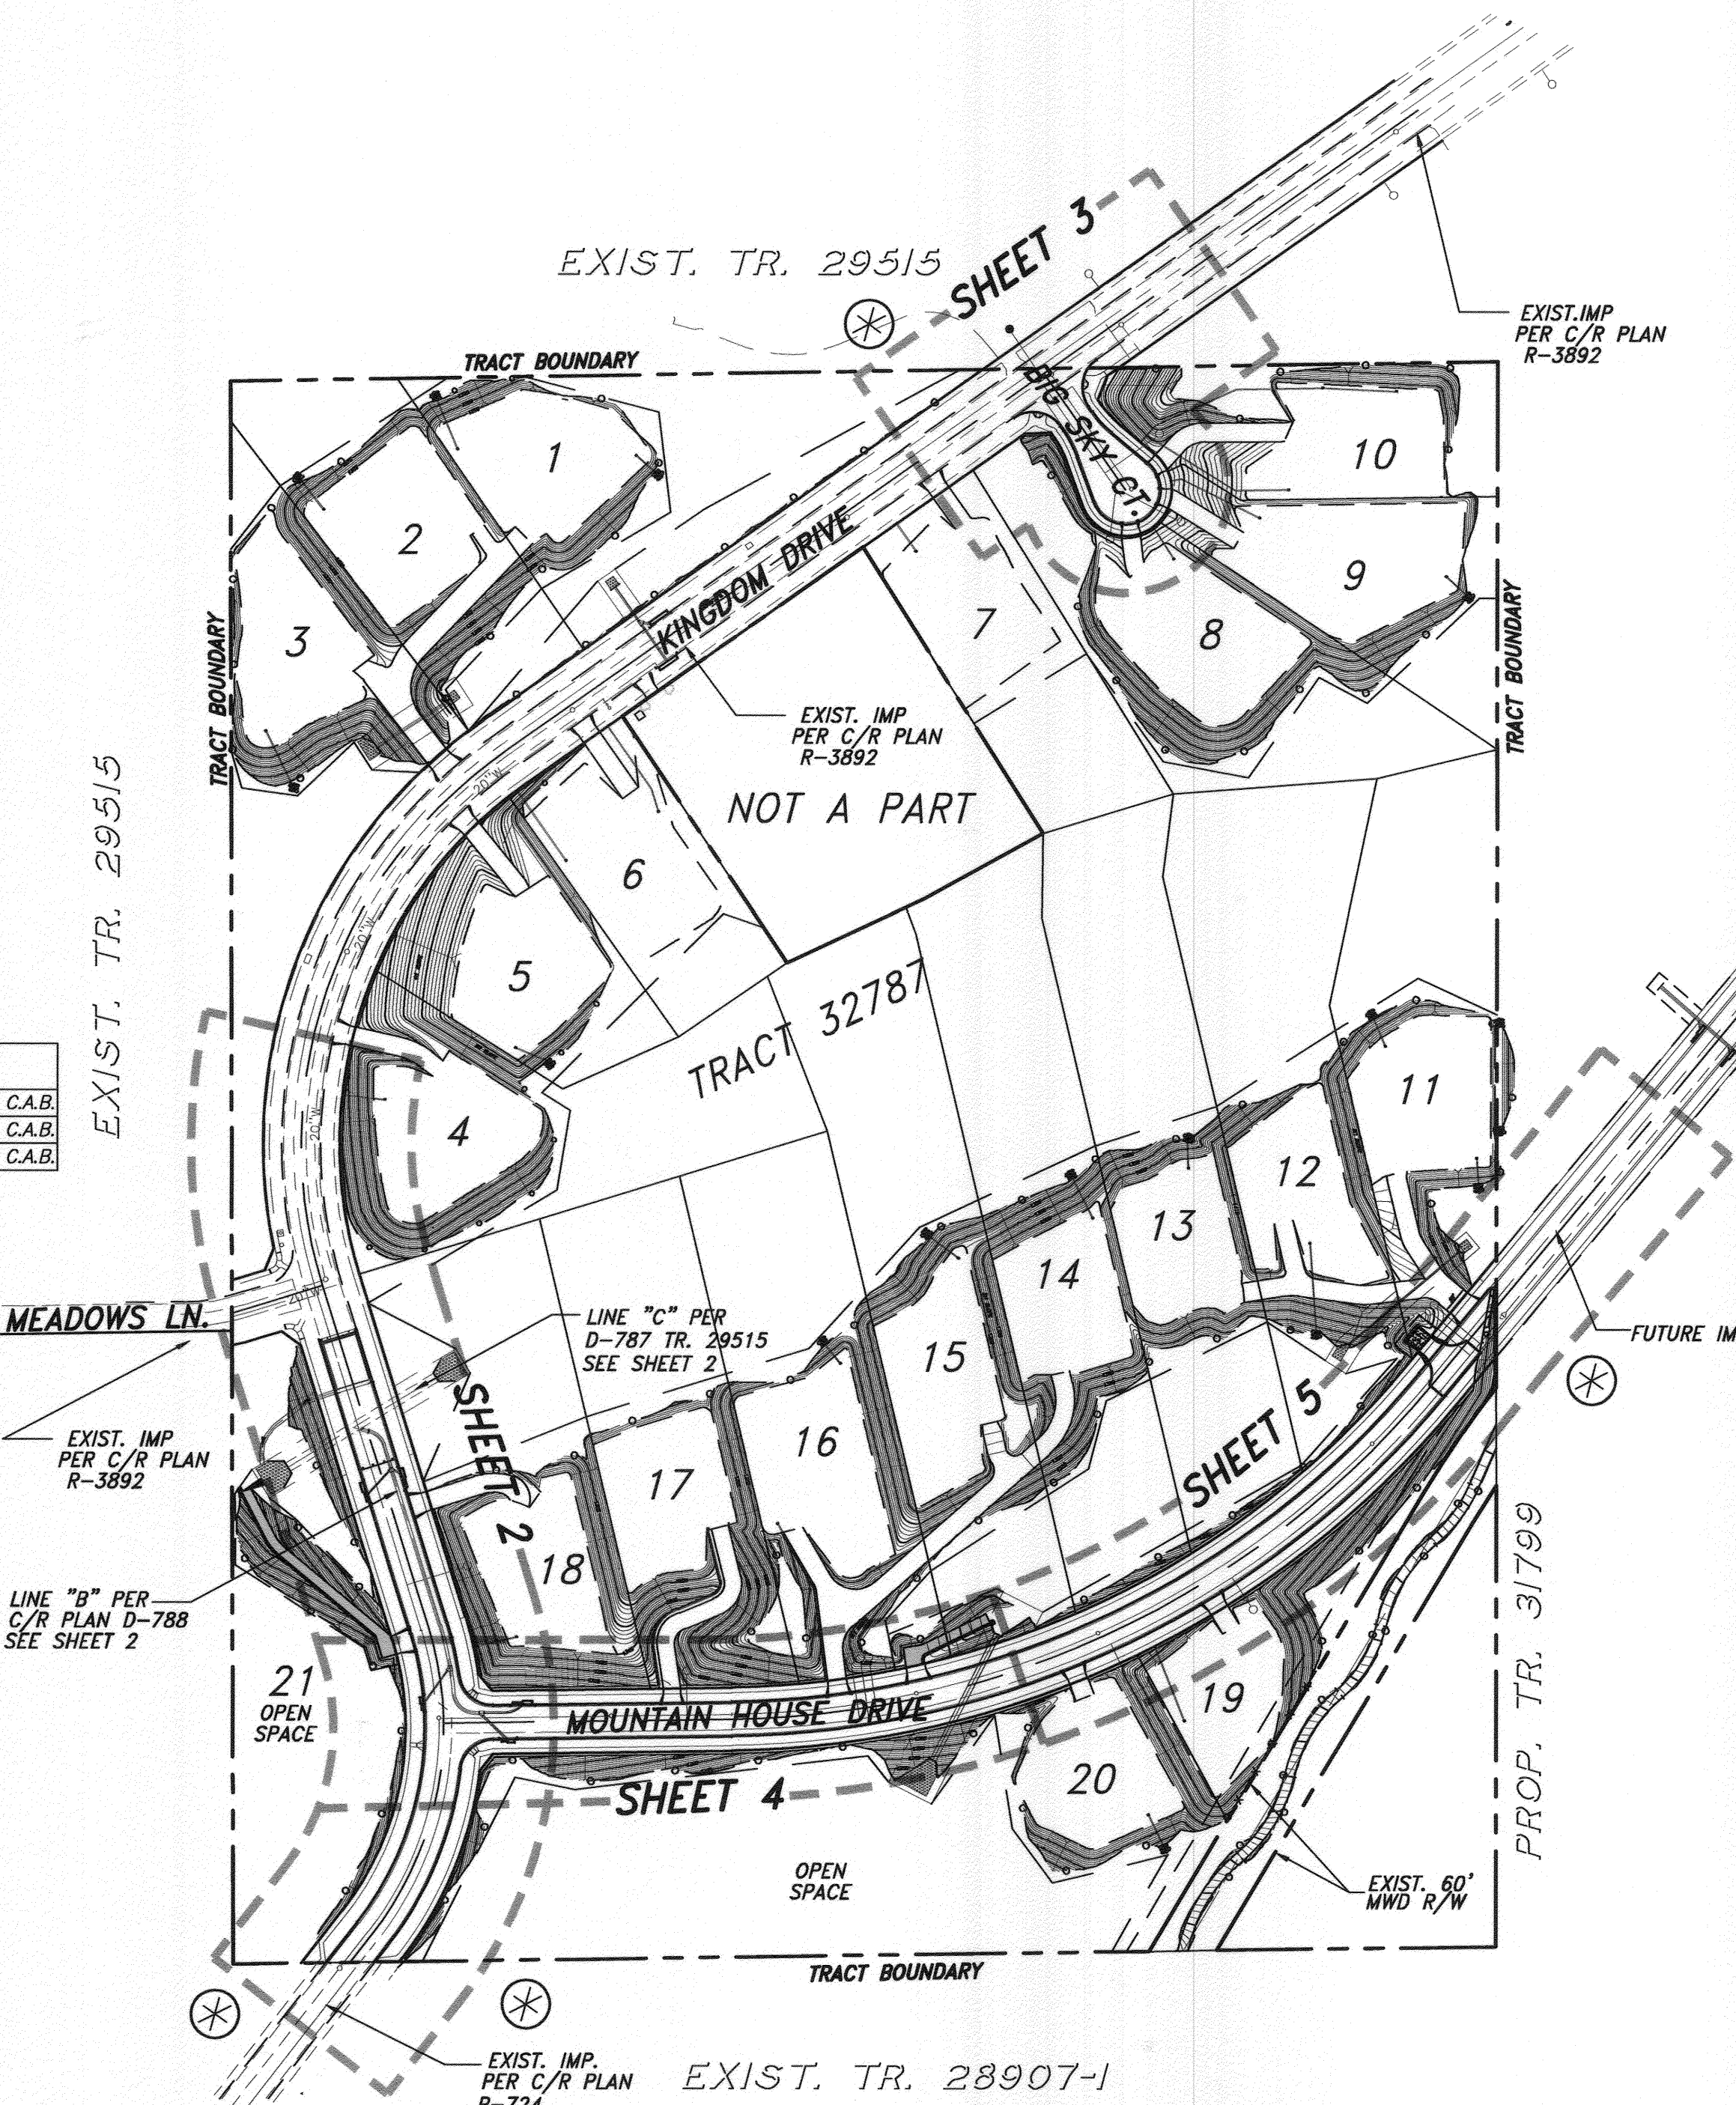 SHEET 3
EXIST. TR. 29515
EXIST.IMP
PER C/R PLAN
R-3892
TRACT BOUNDARY
BIG SKY CT.
1
10
2
KINGDOM DRIVE
9
3
7
8
TRACT BOUNDARY
TRACT BOUNDARY
EXIST. IMP
PER C/R PLAN
R-3892
20"W
NOT A PART
EXIST. TR. 29515
6
20"W
5
TRACT 32787
C.A.B.
C.A.B.
C.A.B.
20"W
4
11
12
13
14
20"W
MEADOWS LN.
LINE "C" PER
D-787 TR. 29515
SEE SHEET 2
FUTURE IM
15
SHEET 2
SHEET 5
16
EXIST. IMP
PER C/R PLAN
R-3892
17
18
LINE "B" PER
C/R PLAN D-788
SEE SHEET 2
PROP. TR. 31799
21
OPEN
SPACE
19
MOUNTAIN HOUSE DRIVE
20
SHEET 4
OPEN
SPACE
EXIST. 60'
MWD R/W
TRACT BOUNDARY
EXIST. IMP.
PER C/R PLAN
R-724
EXIST. TR. 28907-1